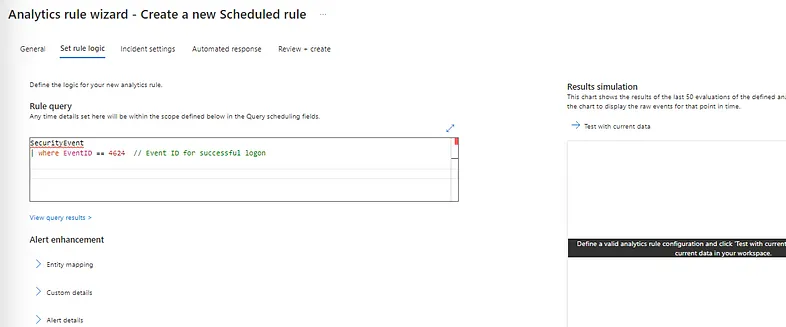 Analytics rule wizard - Create a new Scheduled rule ...
General Set rule logic Incident settings Automated response Review + create
Define the logic for your new analytics rule.
Rule query
Any time details set here will be within the scope defined below in the Query scheduling fields.
SecurityEvent
| where EventID == 4624 // Event ID for successful logon
View query results >
Alert enhancement
Entity mapping
Custom details
Alert details
Results simulation
This chart shows the results of the last 50 evaluations of the defined
the chart to display the raw events for that point in time.
Test with current data
Define a valid analytics rule configuration and click 'Test with current
current data in your workspace.